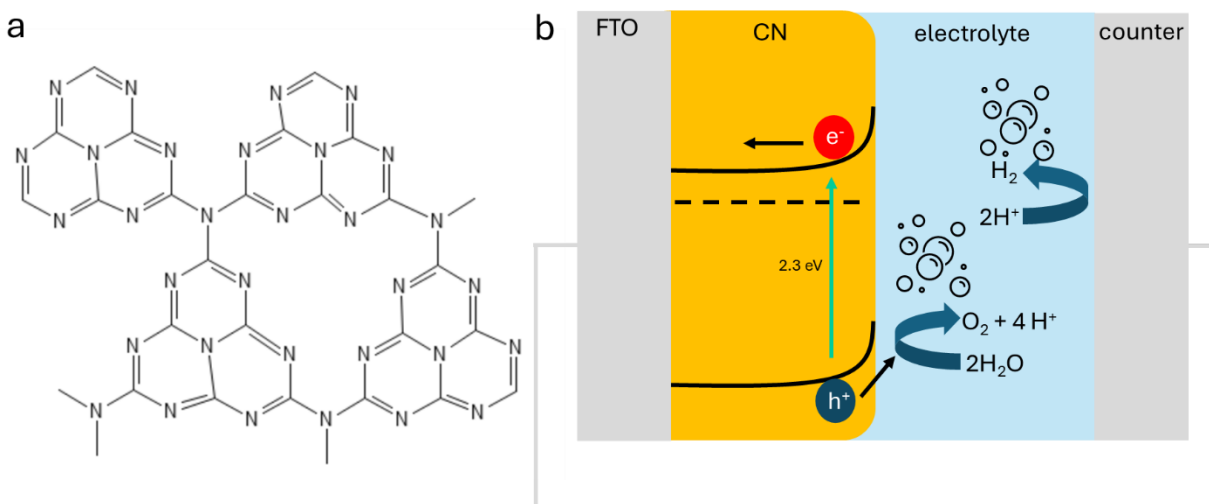 a
N N N N
N N N N N N
N N N N N N
N N
N N N
N N N N N
N N N N N
N
b
FTO CN electrolyte counter
e-
H₂
2H⁺
2.3 eV
O₂ + 4 H⁺
2H₂O
h⁺